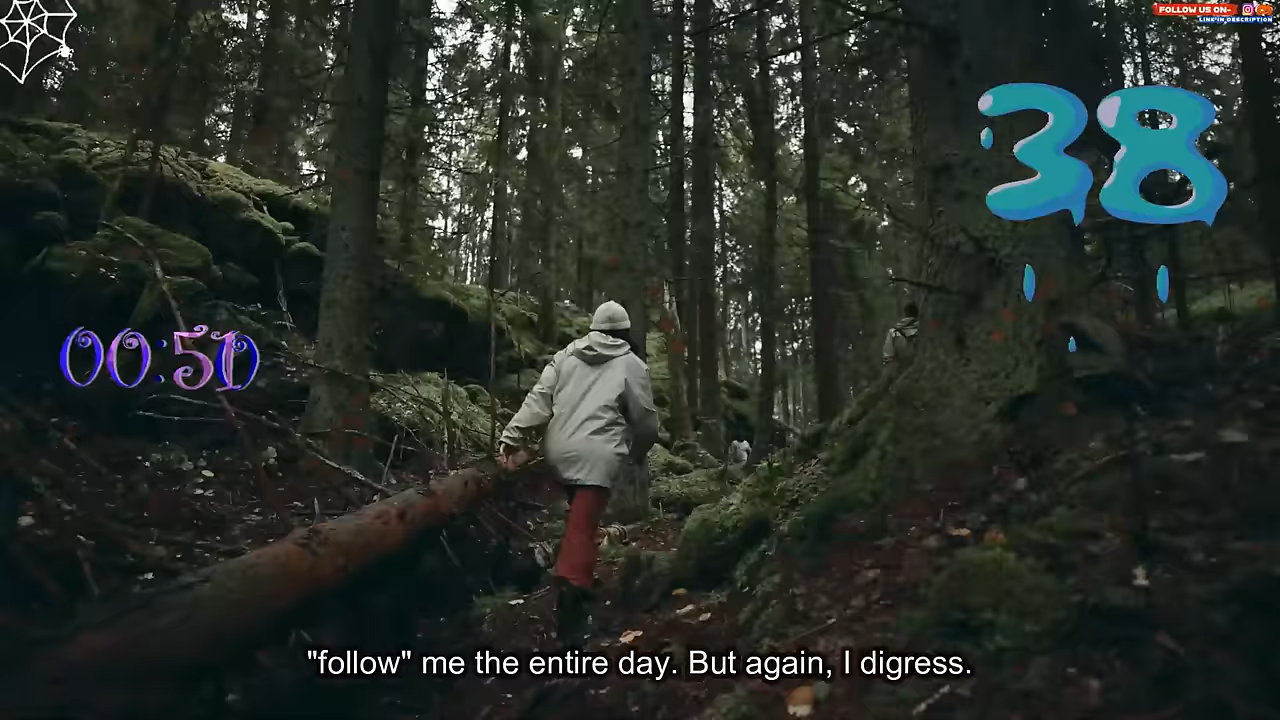 FOLLOW US ON-
LINK IN DESCRIPTION
38
00:50
"follow" me the entire day. But again, I digress.